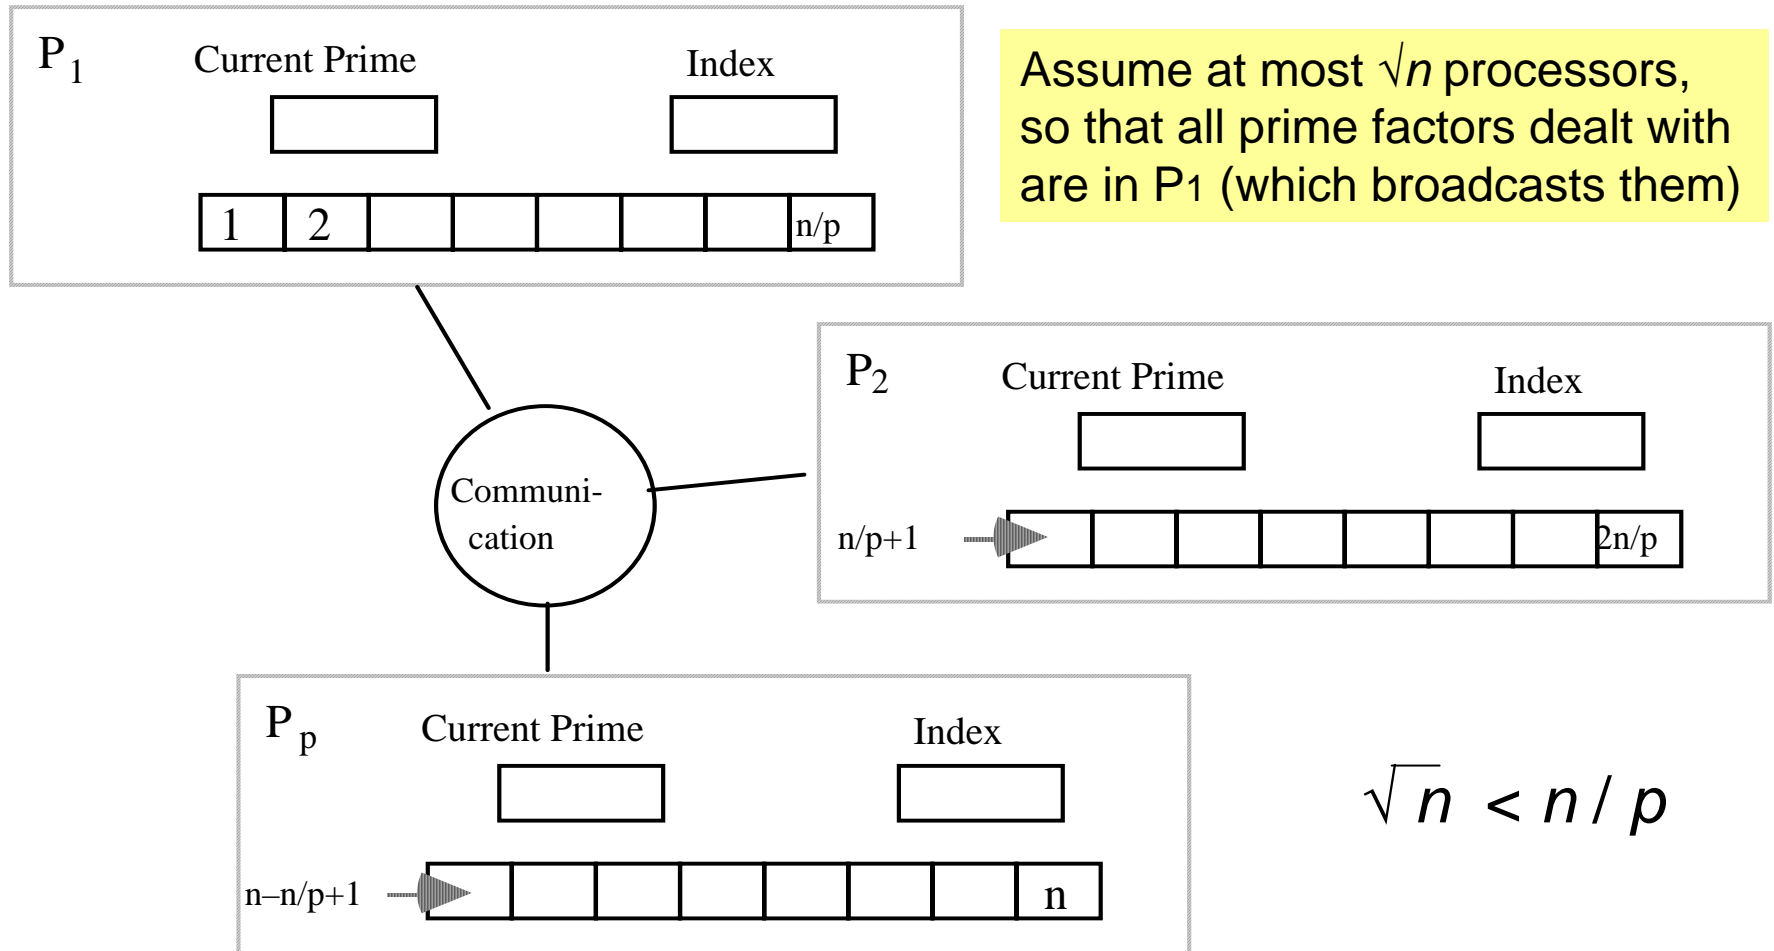 P1
Current Prime
Index
1 2 n/p
Assume at most √n processors,
so that all prime factors dealt with
are in P1 (which broadcasts them)
P2
Current Prime
Index
n/p+1
2n/p
Communi-
cation
Pp
Current Prime
Index
n–n/p+1
n
√n < n / p